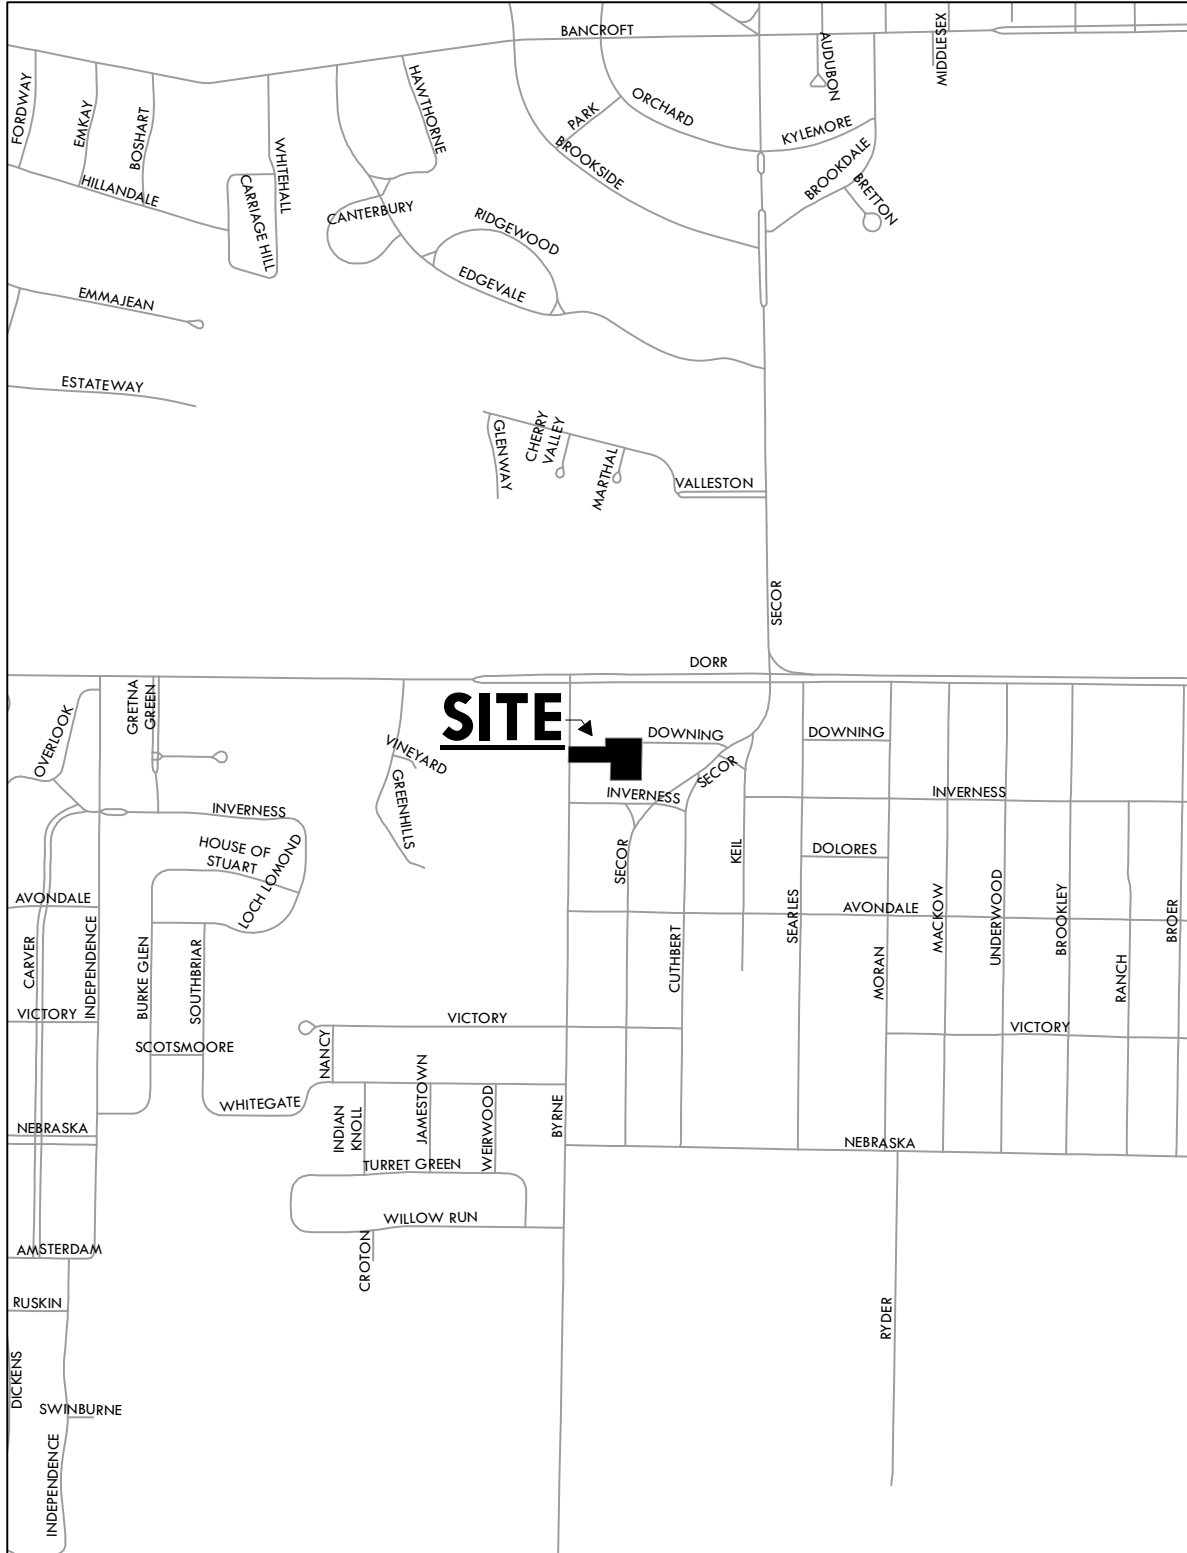 BANCROFT
AUDUBON
MIDDLESEX
FORDWAY
EMKAY
BOSHART
HAWTHORNE
PARK
ORCHARD
KYLEMORE
WHITEHALL
BROOKSIDE
BROOKDALE
BRETTON
HILLANDALE
CARRIAGE HILL
CANTERBURY
RIDGEWOOD
EDGEVALE
EMMAJEAN
ESTATEWAY
GLENWAY
CHERRY
VALLEY
MARTHAL
VALLESTON
SECOR
DORR
GRETNA
GREEN
OVERLOOK
SITE
DOWNING
DOWNING
VINEYARD
SECOR
GREENHILLS
INVERNESS
INVERNESS
INVERNESS
HOUSE OF
STUART
LOCH LOMOND
SECOR
KEIL
DOLORES
AVONDALE
AVONDALE
SEARLES
MACKOW
UNDERWOOD
BROOKLEY
BROER
CARVER
INDEPENDENCE
BURKE GLEN
SOUTHBRIAR
CUTHBERT
MORAN
RANCH
VICTORY
VICTORY
VICTORY
SCOTSMOORE
NANCY
WHITEGATE
INDIAN
KNOLL
JAMESTOWN
WEIRWOOD
BYRNE
NEBRASKA
NEBRASKA
TURRET GREEN
WILLOW RUN
CROTON
AMSTERDAM
RUSKIN
RYDER
DICKENS
SWINBURNE
INDEPENDENCE